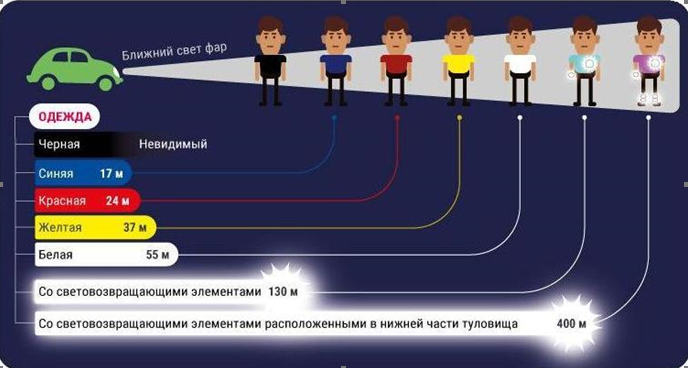 Ближний свет фар
ОДЕЖДА
Черная Невидимый
Синяя 17 м
Красная 24 м
Желтая 37 м
Белая 55 м
Со световозвращающими элементами 130 м
Со световозвращающими элементами расположенными в нижней части туловища 400 м